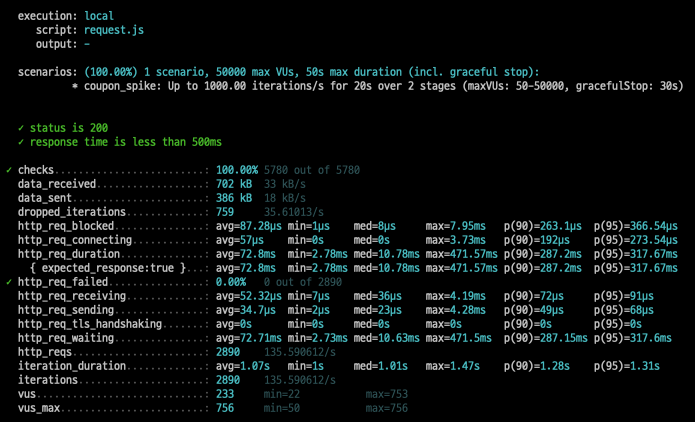 execution: local
script: request.js
output: -
scenarios: (100.00%) 1 scenario, 50000 max VUs, 50s max duration (incl. graceful stop):
* coupon_spike: Up to 1000.00 iterations/s for 20s over 2 stages (maxVUs: 50-50000, gracefulStop: 30s)
✓ status is 200
✓ response time is less than 500ms
✓ checks.........................: 100.00% 5780 out of 5780
data_received..................: 702 kB 33 kB/s
data_sent......................: 386 kB 18 kB/s
dropped_iterations.............: 759 35.61013/s
http_req_blocked...............: avg=87.28µs min=1µs med=8µs max=7.95ms p(90)=263.1µs p(95)=366.54µs
http_req_connecting............: avg=57µs min=0s med=0s max=3.73ms p(90)=192µs p(95)=273.54µs
http_req_duration..............: avg=72.8ms min=2.78ms med=10.78ms max=471.57ms p(90)=287.2ms p(95)=317.67ms
{ expected_response:true }...: avg=72.8ms min=2.78ms med=10.78ms max=471.57ms p(90)=287.2ms p(95)=317.67ms
✓ http_req_failed................: 0.00% 0 out of 2890
http_req_receiving.............: avg=52.32µs min=7µs med=36µs max=4.19ms p(90)=72µs p(95)=91µs
http_req_sending...............: avg=34.7µs min=2µs med=23µs max=4.28ms p(90)=49µs p(95)=68µs
http_req_tls_handshaking.......: avg=0s min=0s med=0s max=0s p(90)=0s p(95)=0s
http_req_waiting...............: avg=72.71ms min=2.73ms med=10.63ms max=471.5ms p(90)=287.15ms p(95)=317.6ms
http_reqs......................: 2890 135.590612/s
iteration_duration.............: avg=1.07s min=1s med=1.01s max=1.47s p(90)=1.28s p(95)=1.31s
iterations.....................: 2890 135.590612/s
vus............................: 233 min=22 max=753
vus_max........................: 756 min=50 max=756